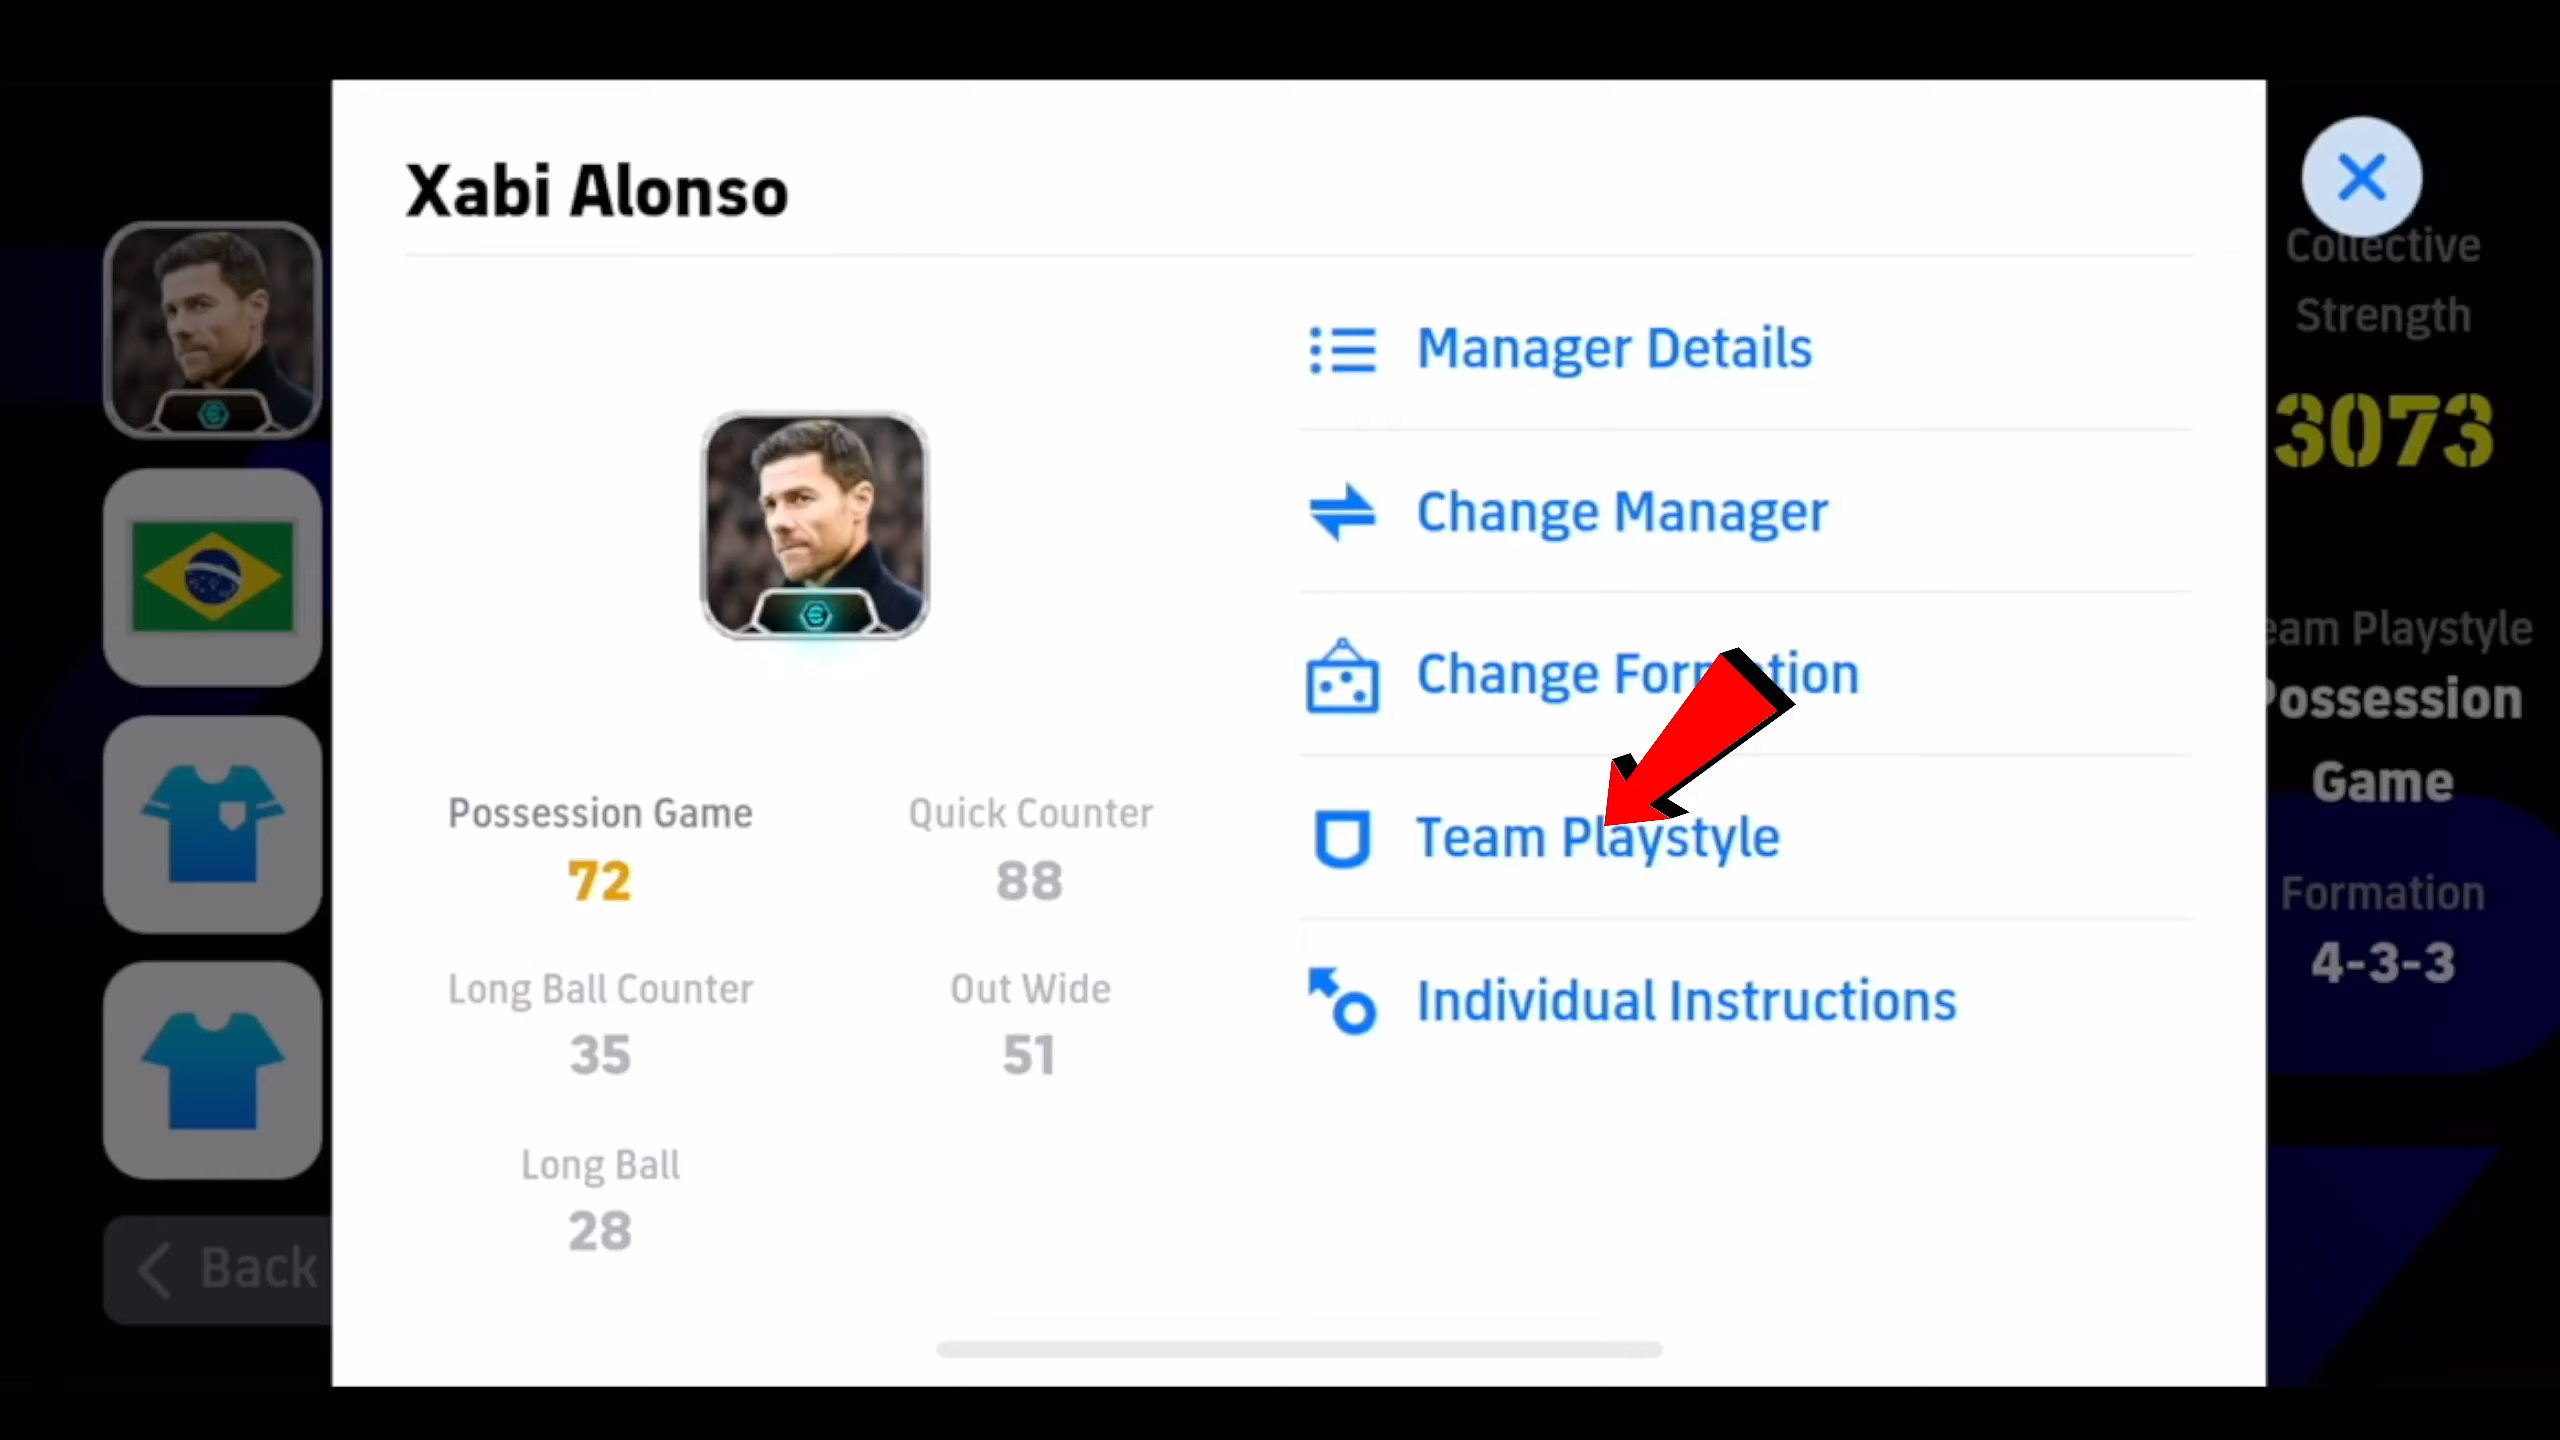 Xabi Alonso
Manager Details
Change Manager
Change Formation
Team Playstyle
Individual Instructions
Possession Game
72
Quick Counter
88
Long Ball Counter
35
Out Wide
51
Long Ball
28
Back
Collective
Strength
3073
Team Playstyle
Possession
Game
Formation
4-3-3